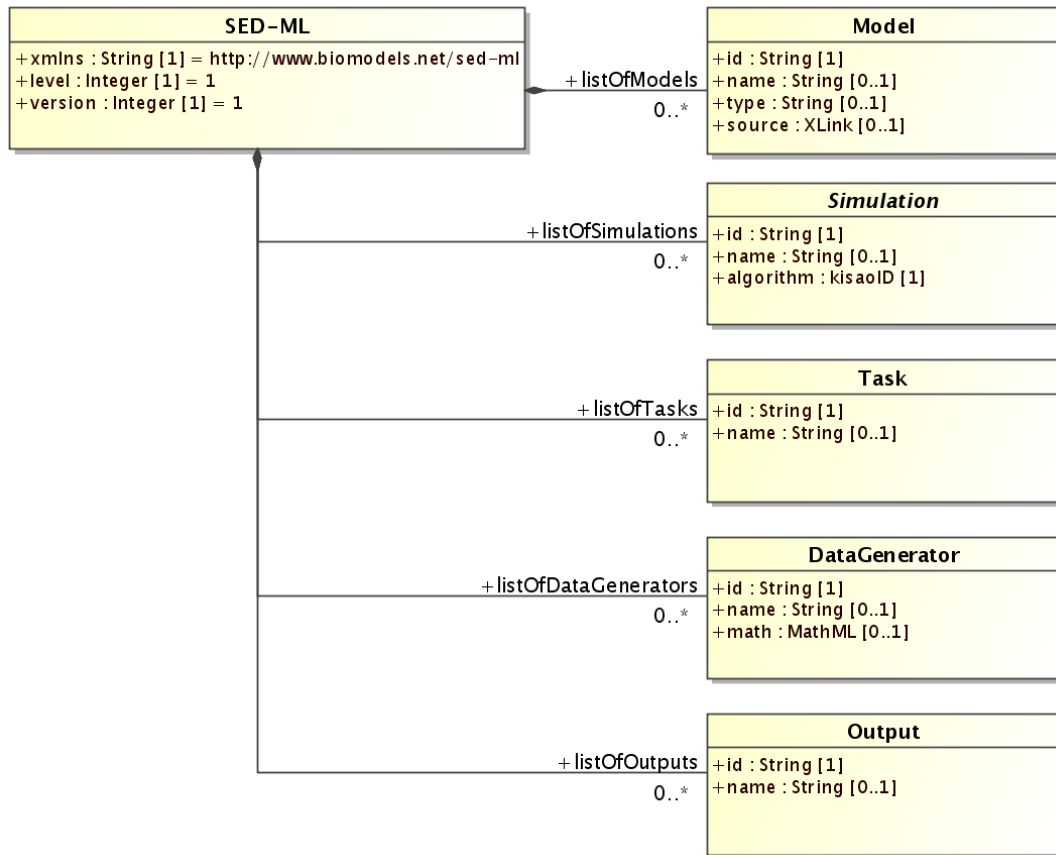 SED-ML
+xmlns : String [1] = http://www.biomodels.net/sed-ml
+level : Integer [1] = 1
+version : Integer [1] = 1
+listOfModels
0..*
Model
+id : String [1]
+name : String [0..1]
+type : String [0..1]
+source : XLink [0..1]
+listOfSimulations
0..*
Simulation
+id : String [1]
+name : String [0..1]
+algorithm : kisaoID [1]
+listOfTasks
0..*
Task
+id : String [1]
+name : String [0..1]
+listOfDataGenerators
0..*
DataGenerator
+id : String [1]
+name : String [0..1]
+math : MathML [0..1]
+listOfOutputs
0..*
Output
+id : String [1]
+name : String [0..1]